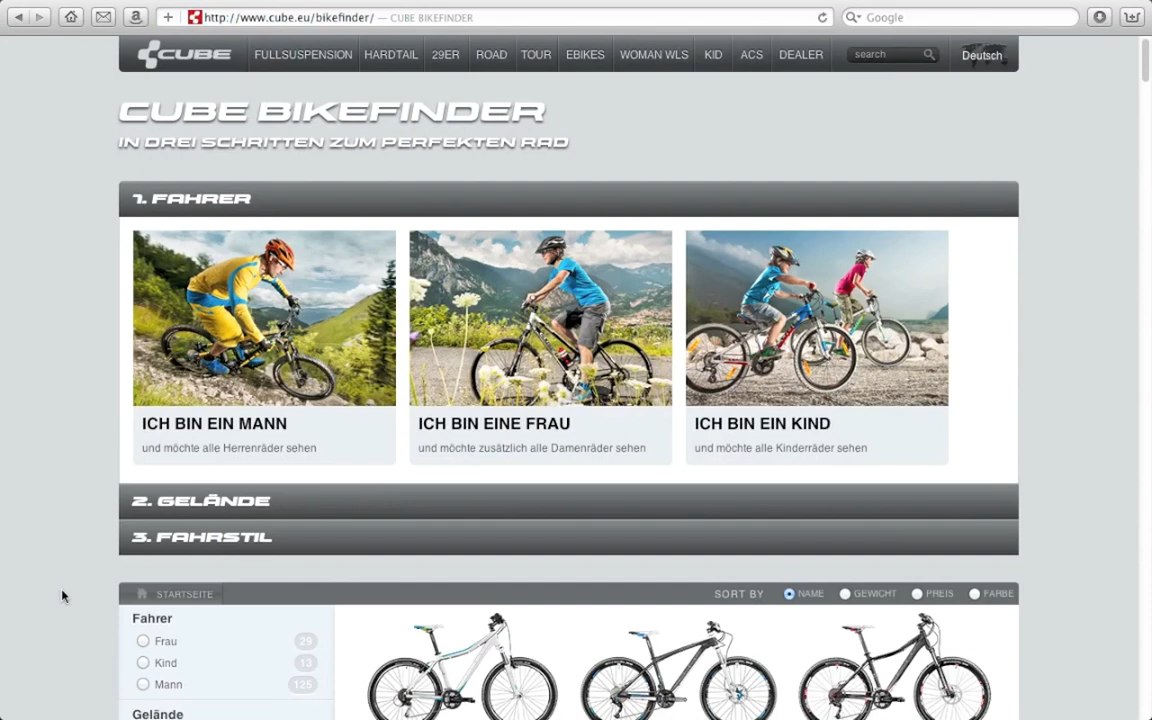 http://www.cube.eu/bikefinder/ — CUBE BIKEFINDER
Google
CUBE FULLSUSPENSION HARDTAIL 29ER ROAD TOUR EBIKES WOMAN WLS KID ACS DEALER search Deutsch
CUBE BIKEFINDER
IN DREI SCHRITTEN ZUM PERFEKTEN RAD
1. FAHRER
ICH BIN EIN MANN
und möchte alle Herrenräder sehen
ICH BIN EINE FRAU
und möchte zusätzlich alle Damenräder sehen
ICH BIN EIN KIND
und möchte alle Kinderräder sehen
2. GELÄNDE
3. FAHRSTIL
STARTSEITE
SORT BY NAME GEWICHT PREIS FARBE
Fahrer
Frau 29
Kind 13
Mann 125
Gelände